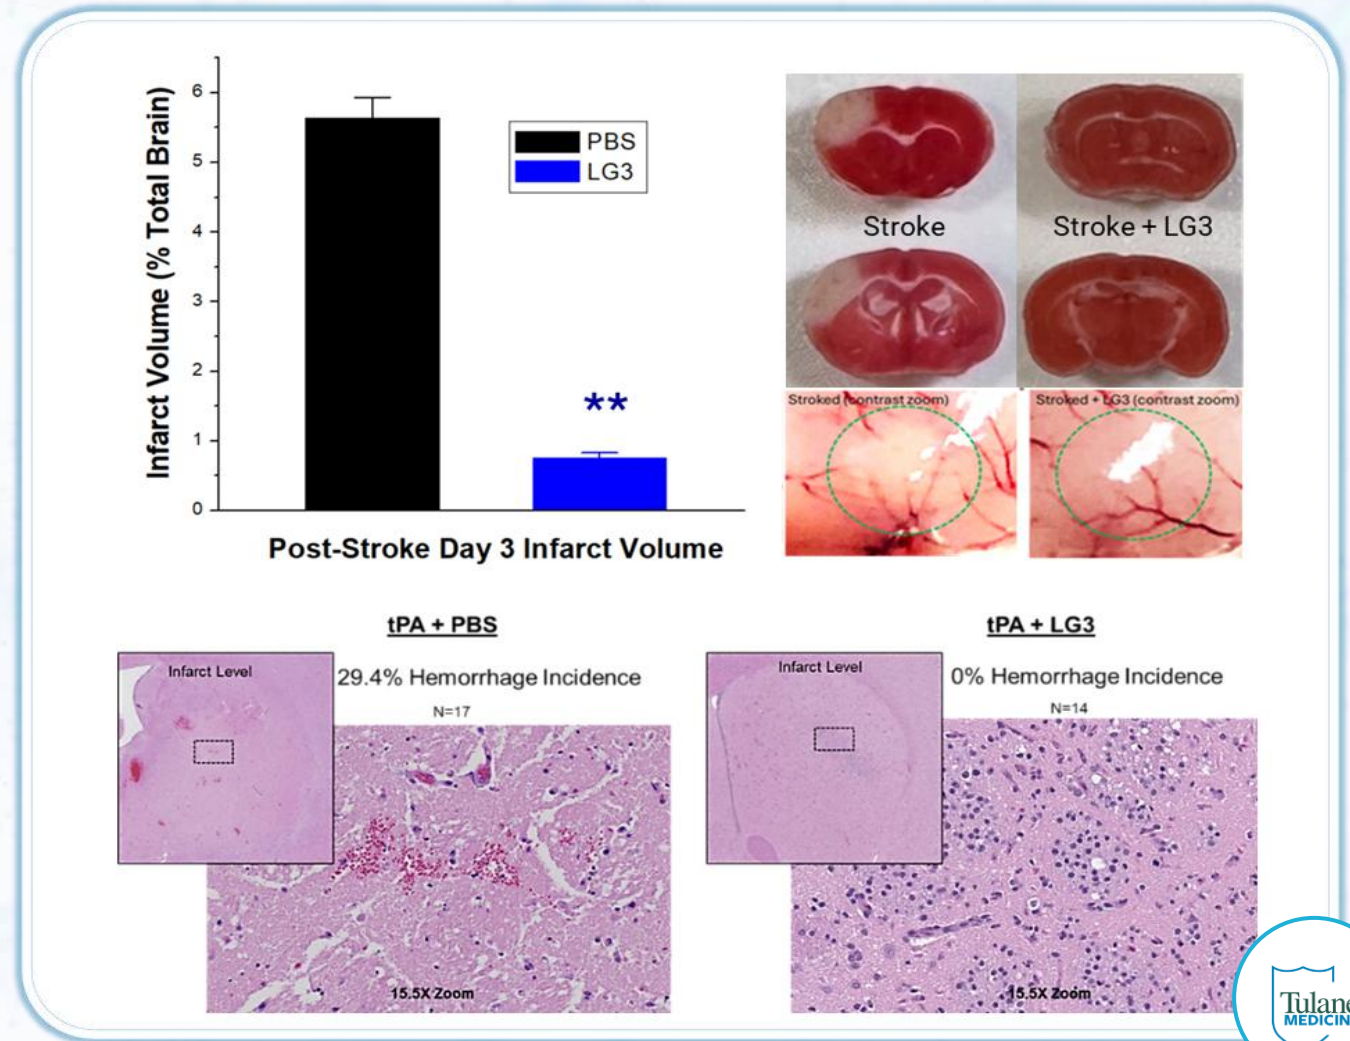 Infarct Volume (% Total Brain)
6
5
4
3
2
1
0
PBS
LG3
**
Post-Stroke Day 3 Infarct Volume
Stroke
Stroke + LG3
Stroked (contrast zoom)
Stroked + LG3 (contrast zoom)
tPA + PBS
Infarct Level
29.4% Hemorrhage Incidence
N=17
15.5X Zoom
tPA + LG3
Infarct Level
0% Hemorrhage Incidence
N=14
15.5X Zoom
Tulane
MEDICIN